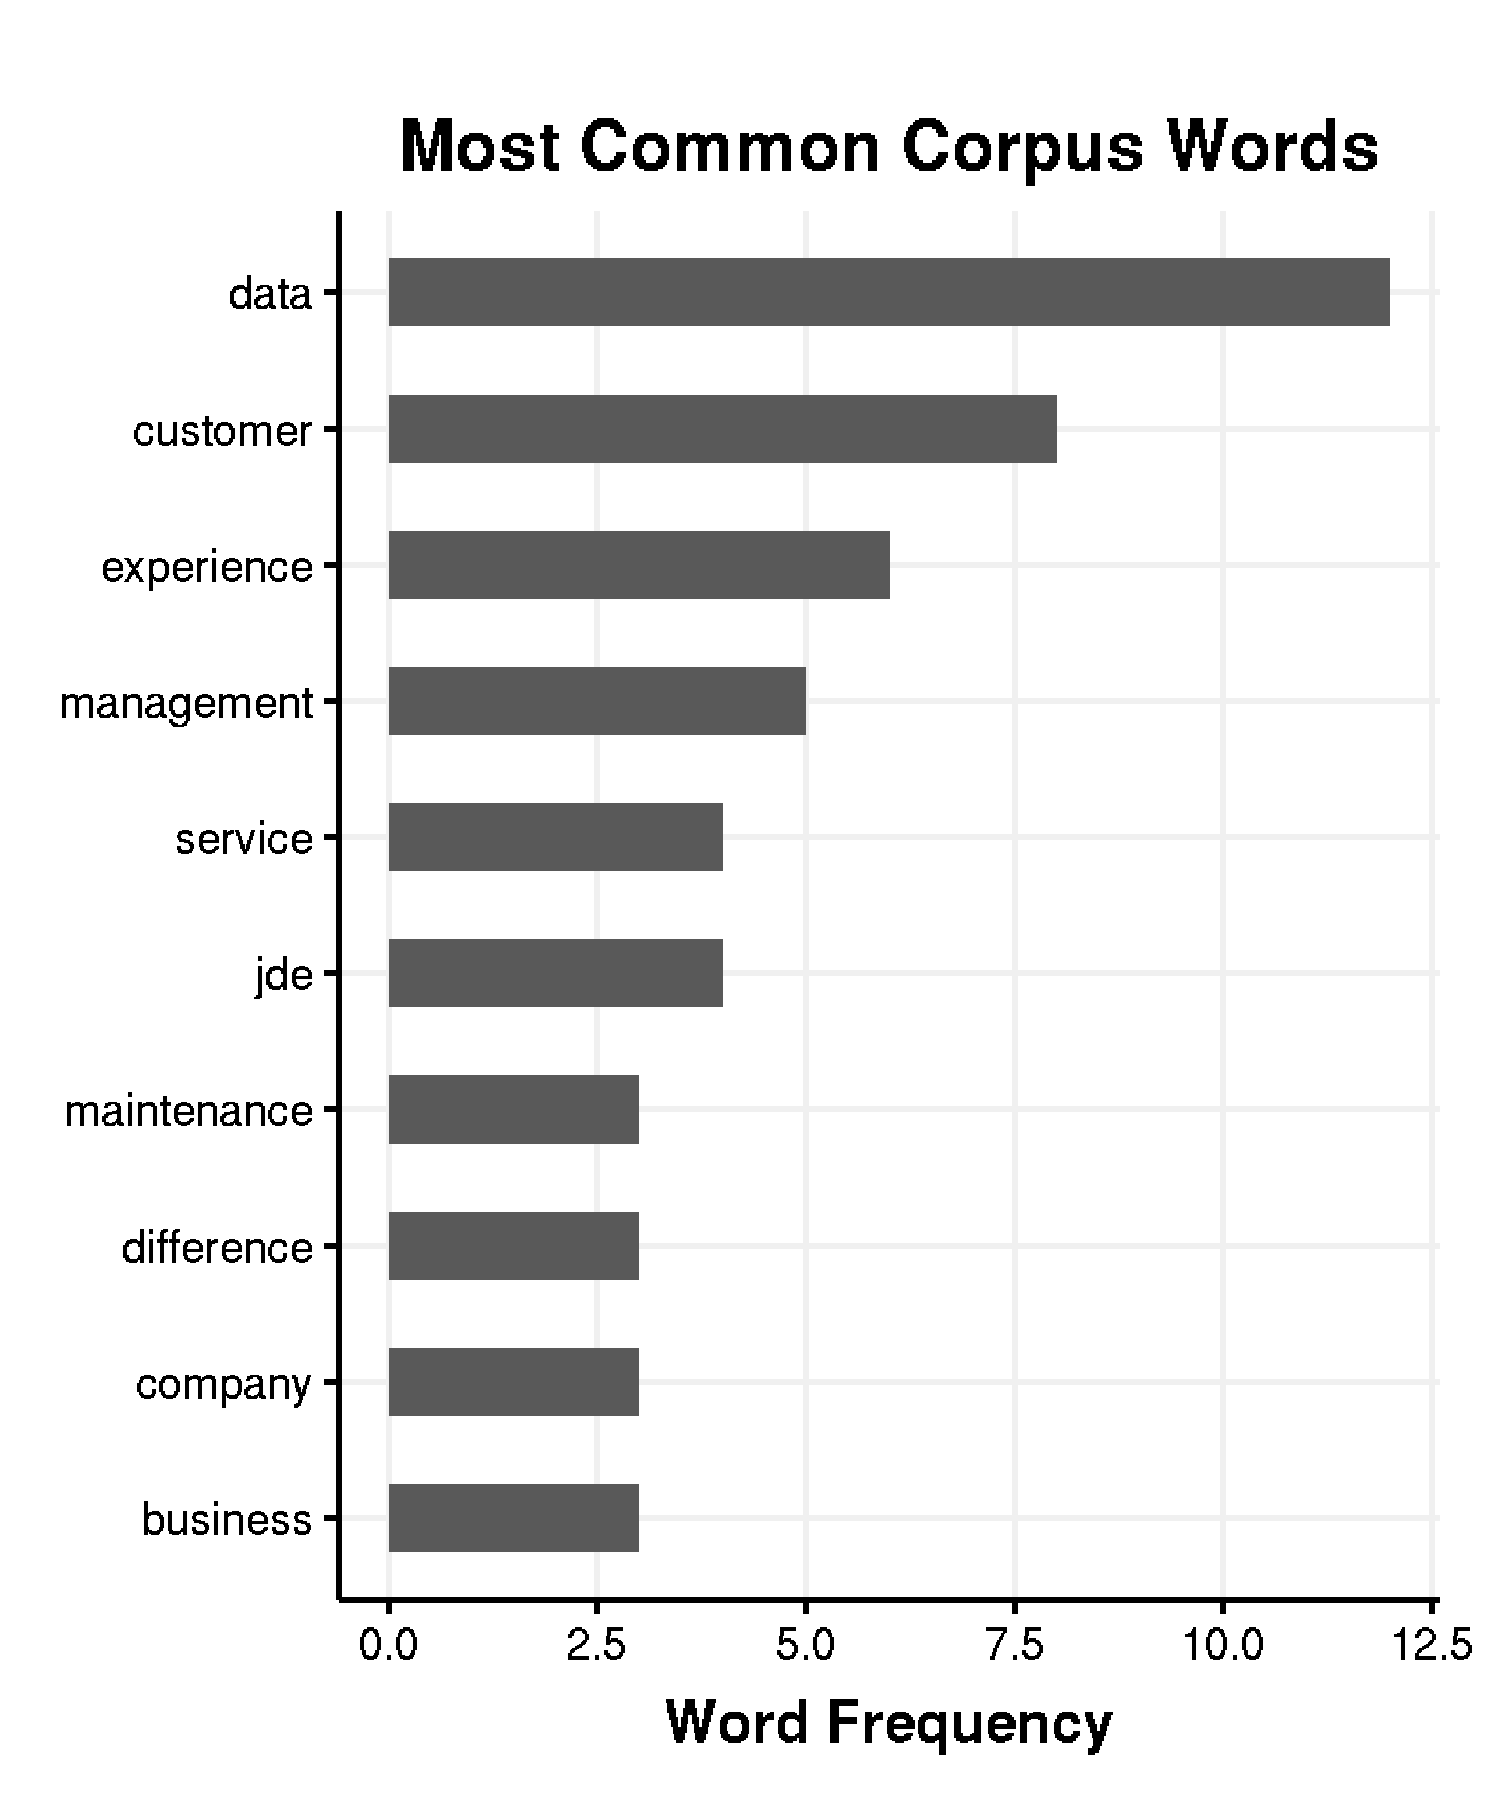 Most Common Corpus Words
data
customer
experience
management
service
jde
maintenance
difference
company
business
0.0 2.5 5.0 7.5 10.0 12.5
Word Frequency